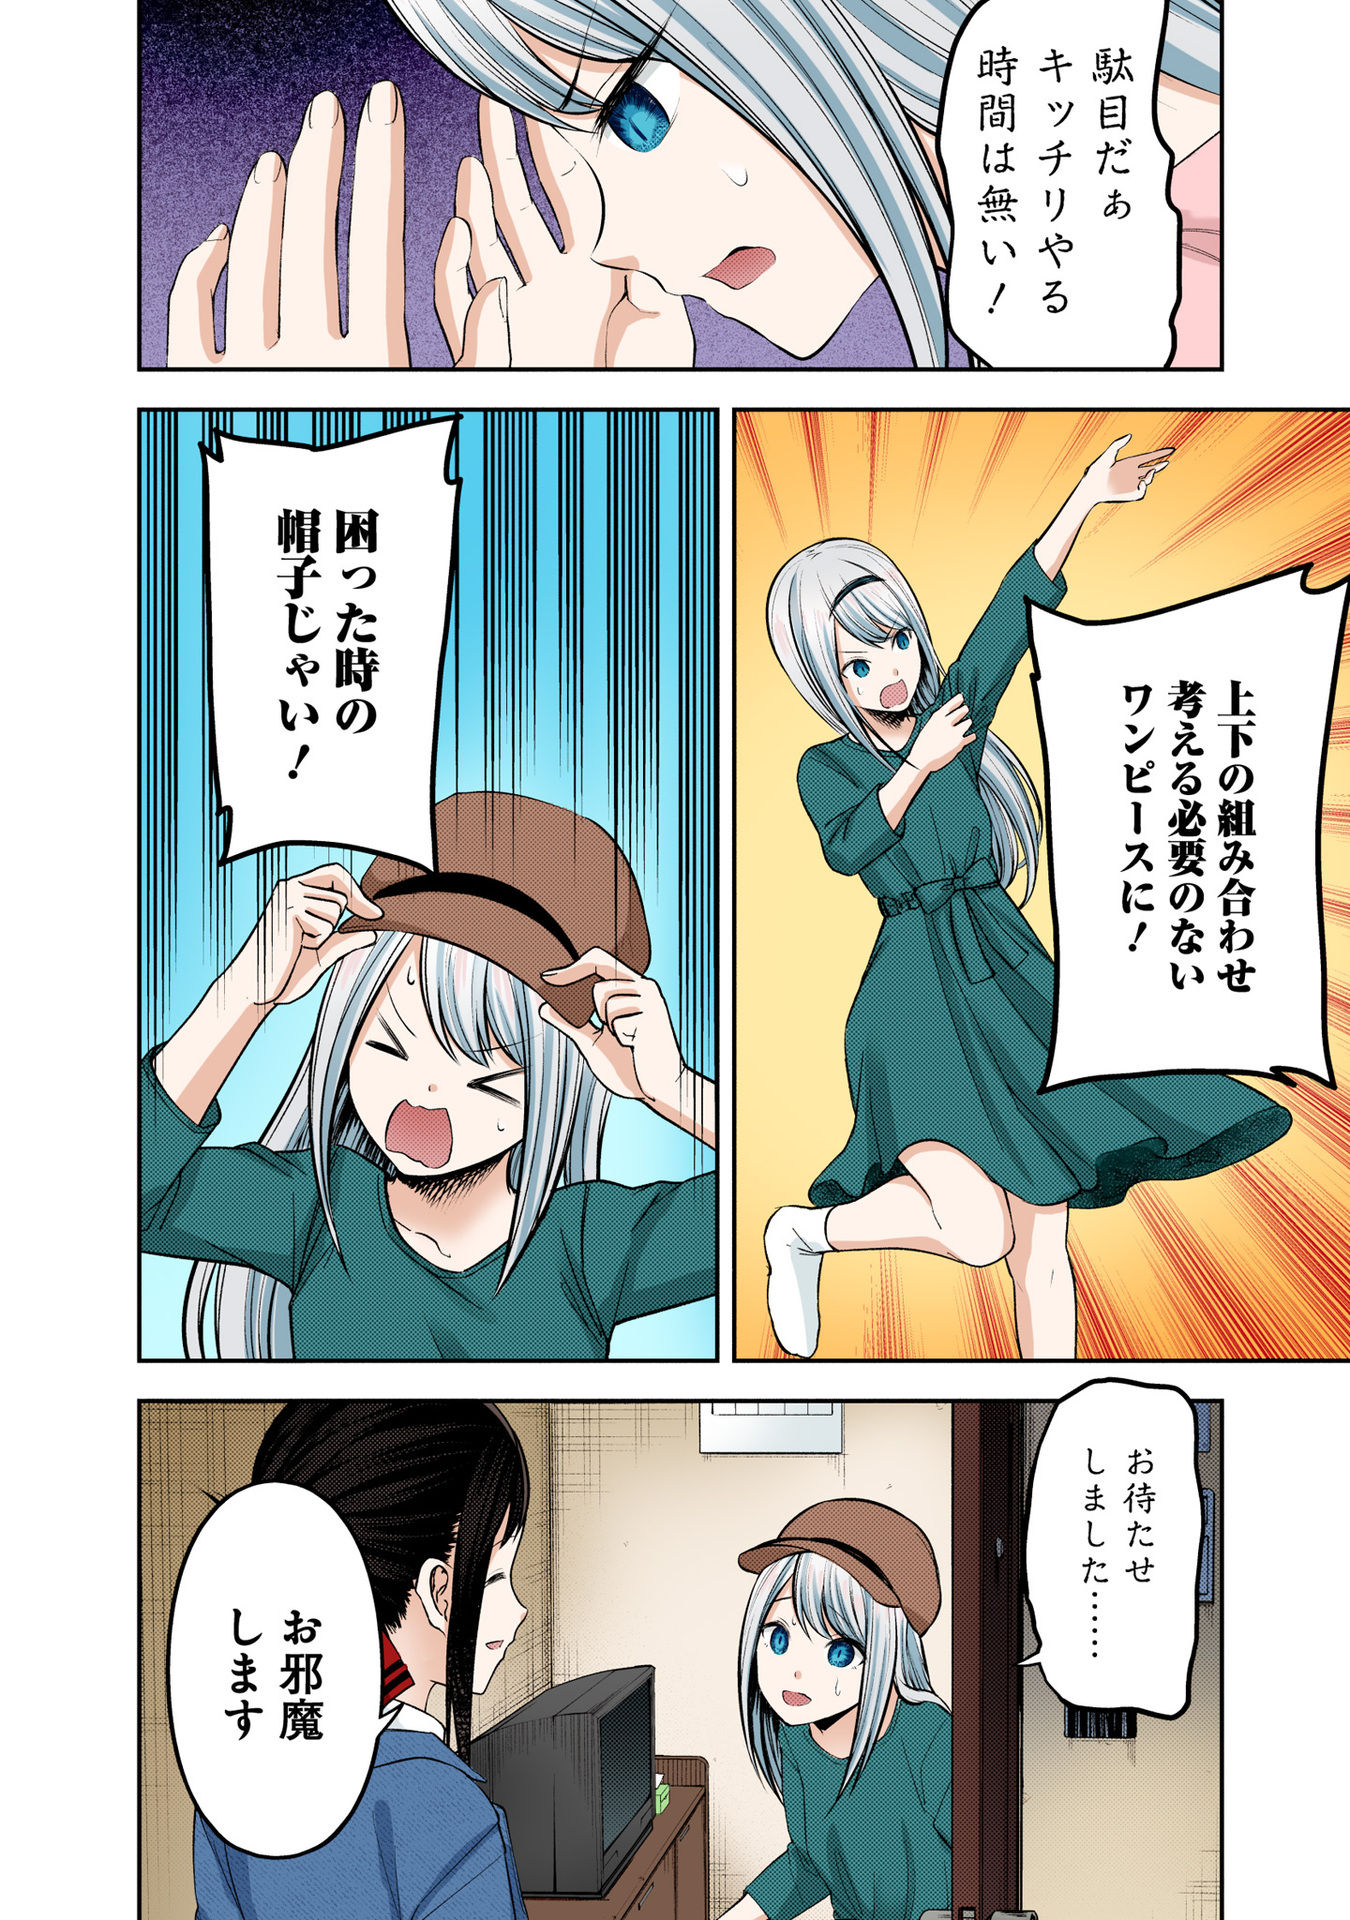 駄目だぁ
キッチリやる
時間は無い！
上下の組み合わせ
考える必要のない
ワンピースに！
困った時の
帽子じゃい！
お待たせ
しました……
お邪魔
します